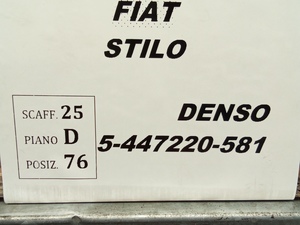 FIAT
STILO
SCAFF. 25
PIANO D
POSIZ. 76
DENSO
5-447220-581